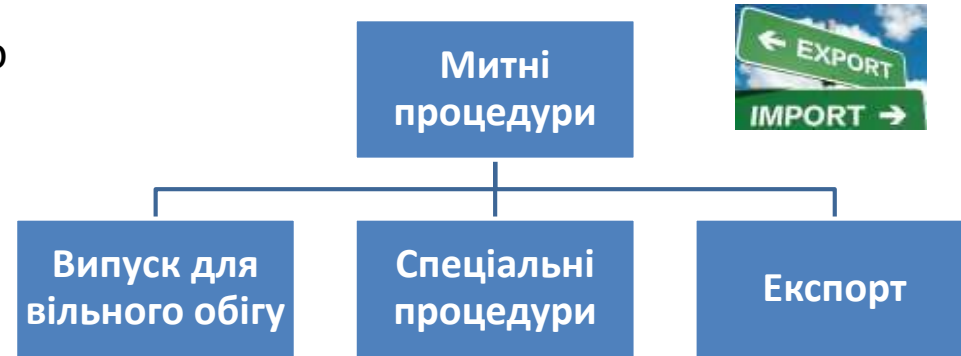 о
Митні
процедури
EXPORT
IMPORT
Випуск для
вільного обігу
Спеціальні
процедури
Експорт